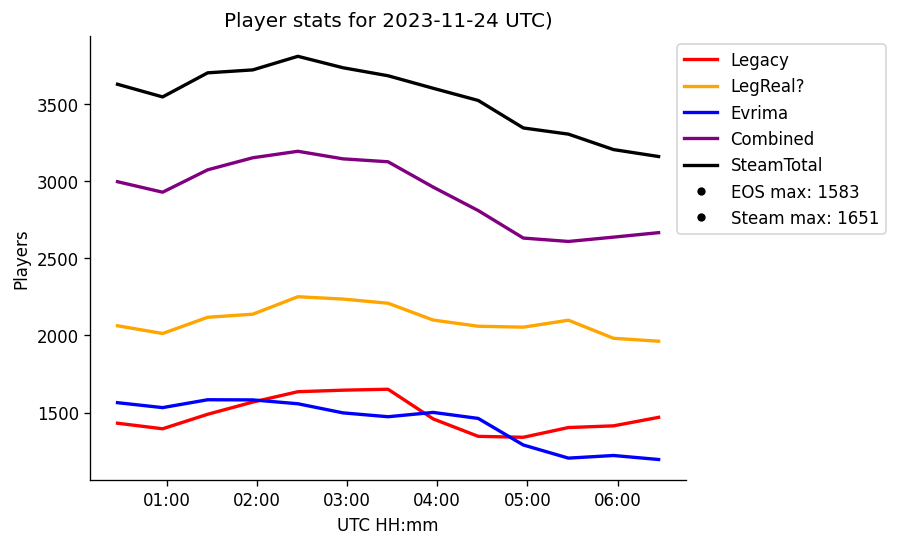 Player stats for 2023-11-24 UTC)
Legacy
LegReal?
Evrima
Combined
SteamTotal
EOS max: 1583
Steam max: 1651
Players
3500
3000
2500
2000
1500
01:00 02:00 03:00 04:00 05:00 06:00
UTC HH:mm